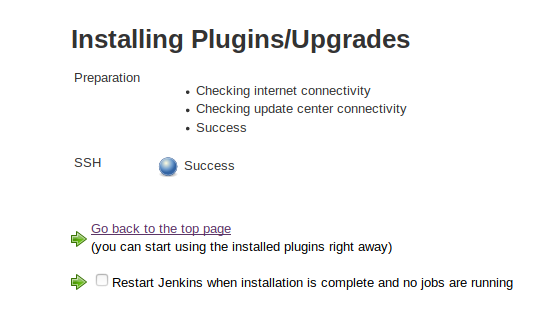 Installing Plugins/Upgrades
Preparation
Checking internet connectivity
Checking update center connectivity
Success
SSH Success
Go back to the top page
(you can start using the installed plugins right away)
Restart Jenkins when installation is complete and no jobs are running